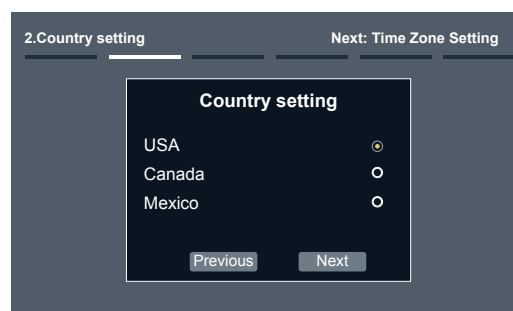 2.Country setting
Next: Time Zone Setting
Country setting
USA
Canada
Mexico
Previous
Next